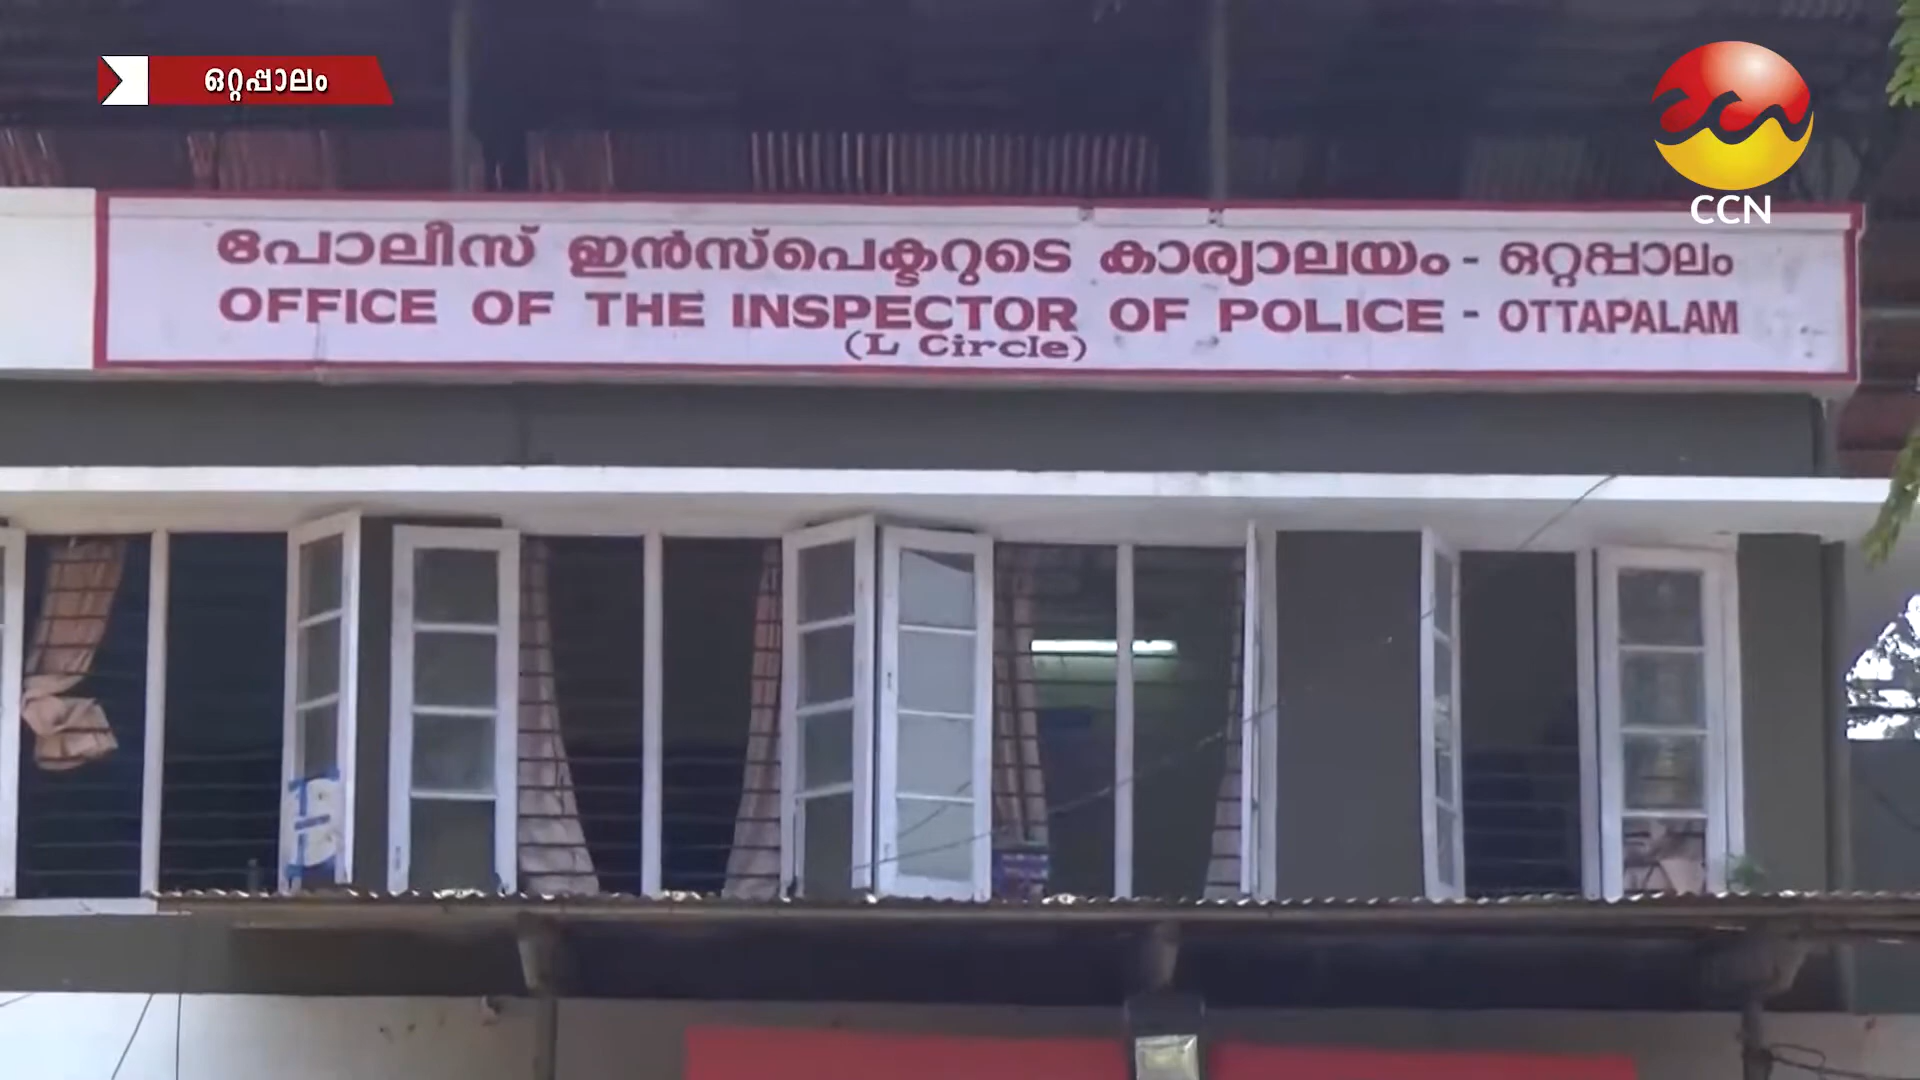 ഒറ്റപ്പാലം
CCN
പോലീസ് ഇൻസ്പെക്ടറുടെ കാര്യാലയം - ഒറ്റപ്പാലം
OFFICE OF THE INSPECTOR OF POLICE - OTTAPALAM
(L Circle)